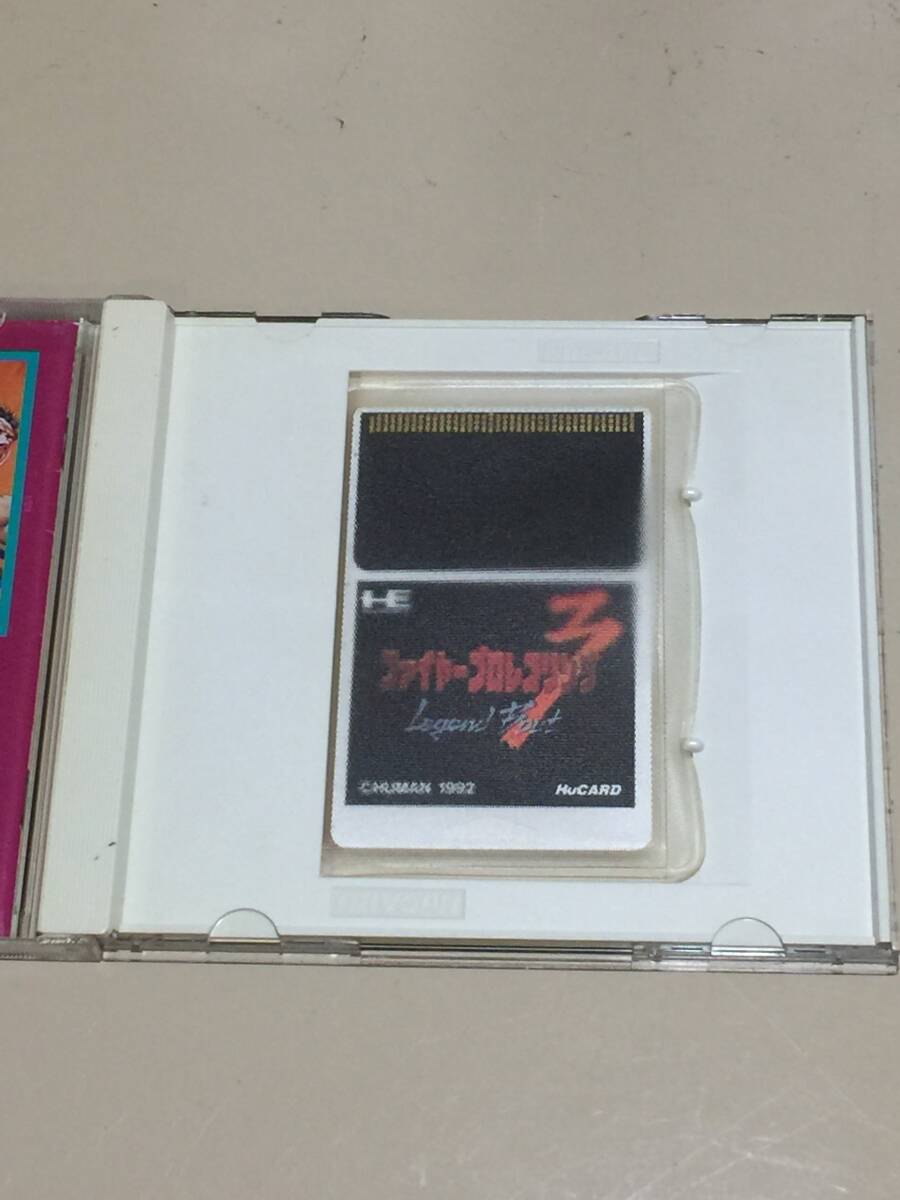 HE
3
ファイヤープロレスリング
Legend Bout
©HUMAN 1992
HuCARD